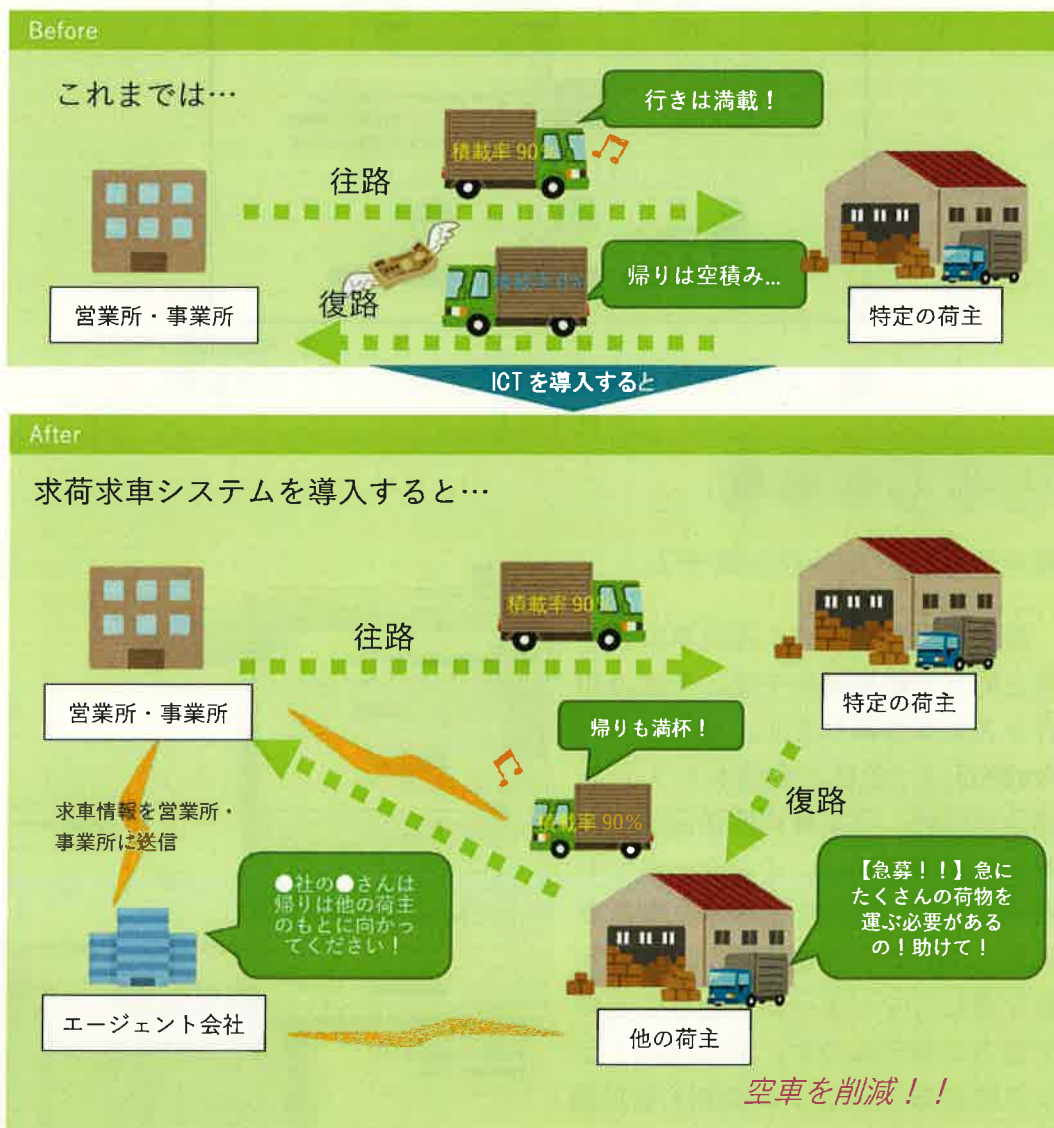 Before
これまでは…
行きは満載！
積載率 90%
往路
帰りは空積み…
積載率 0%
復路
営業所・事業所
特定の荷主
ICTを導入すると
After
求荷求車システムを導入すると…
積載率 90%
往路
営業所・事業所
特定の荷主
帰りも満杯！
積載率 90%
復路
求車情報を営業所・
事業所に送信
●社の●さんは
帰りは他の荷主
のもとに向かっ
てください！
【急募！！】急に
たくさんの荷物を
運ぶ必要がある
の！助けて！
エージェント会社
他の荷主
空車を削減！！